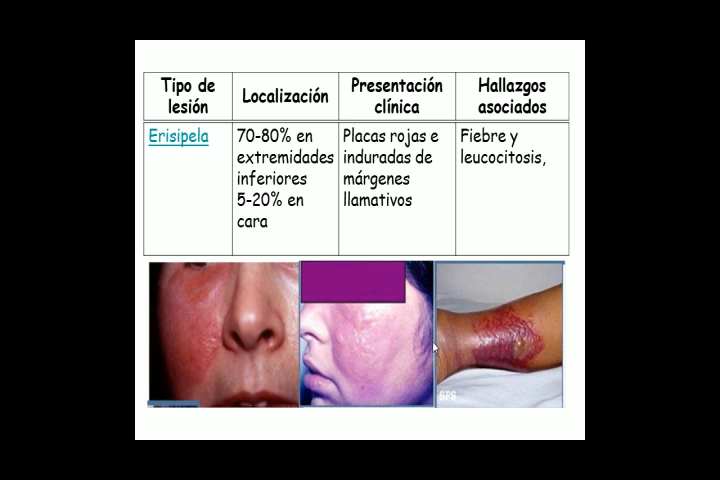 Tipo de
lesión
Localización
Presentación
clínica
Hallazgos
asociados
Erisipela
70-80% en
extremidades
inferiores
5-20% en
cara
Placas rojas e
induradas de
márgenes
llamativos
Fiebre y
leucocitosis,